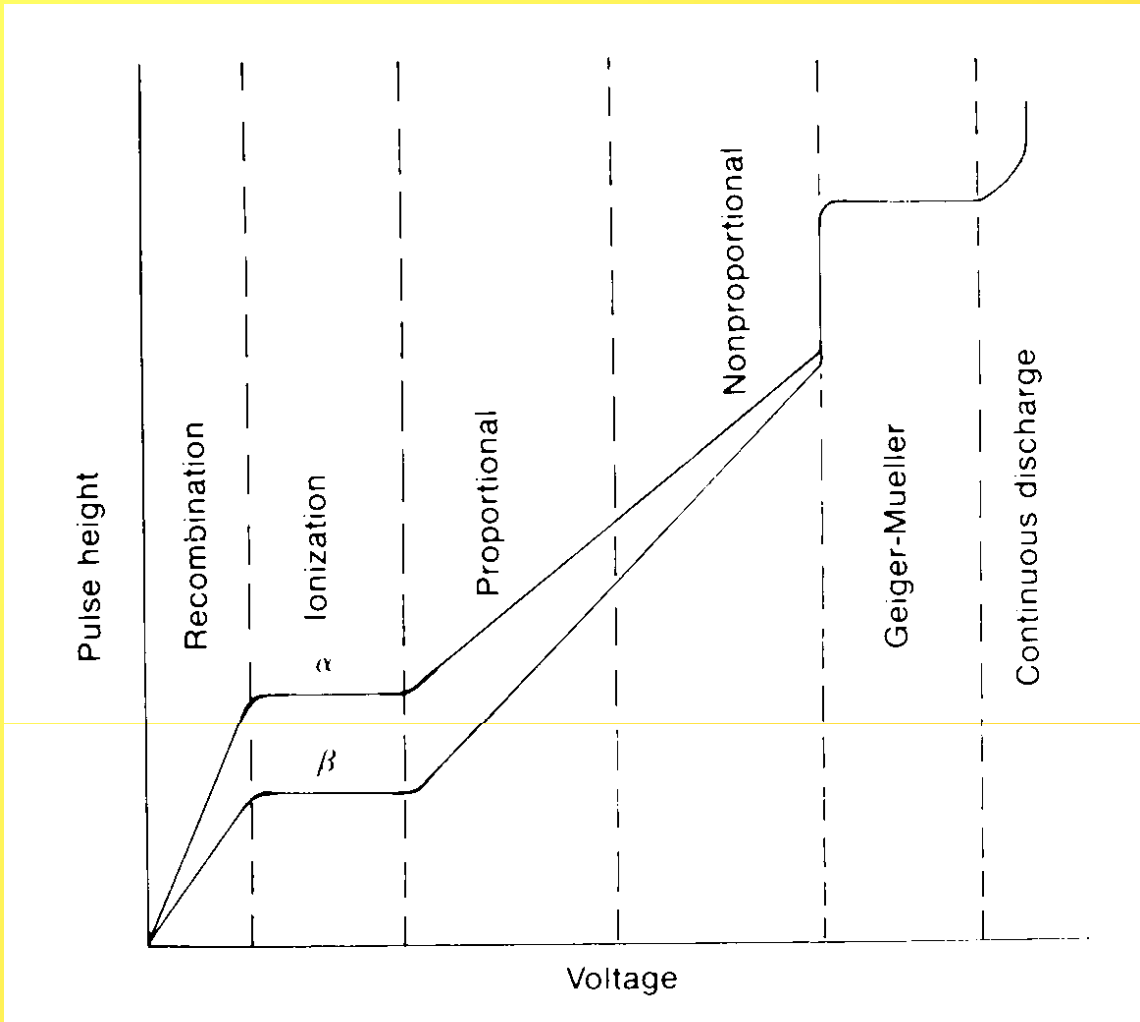 Pulse height
Recombination
Ionization
α
β
Proportional
Nonproportional
Geiger-Mueller
Continuous discharge
Voltage